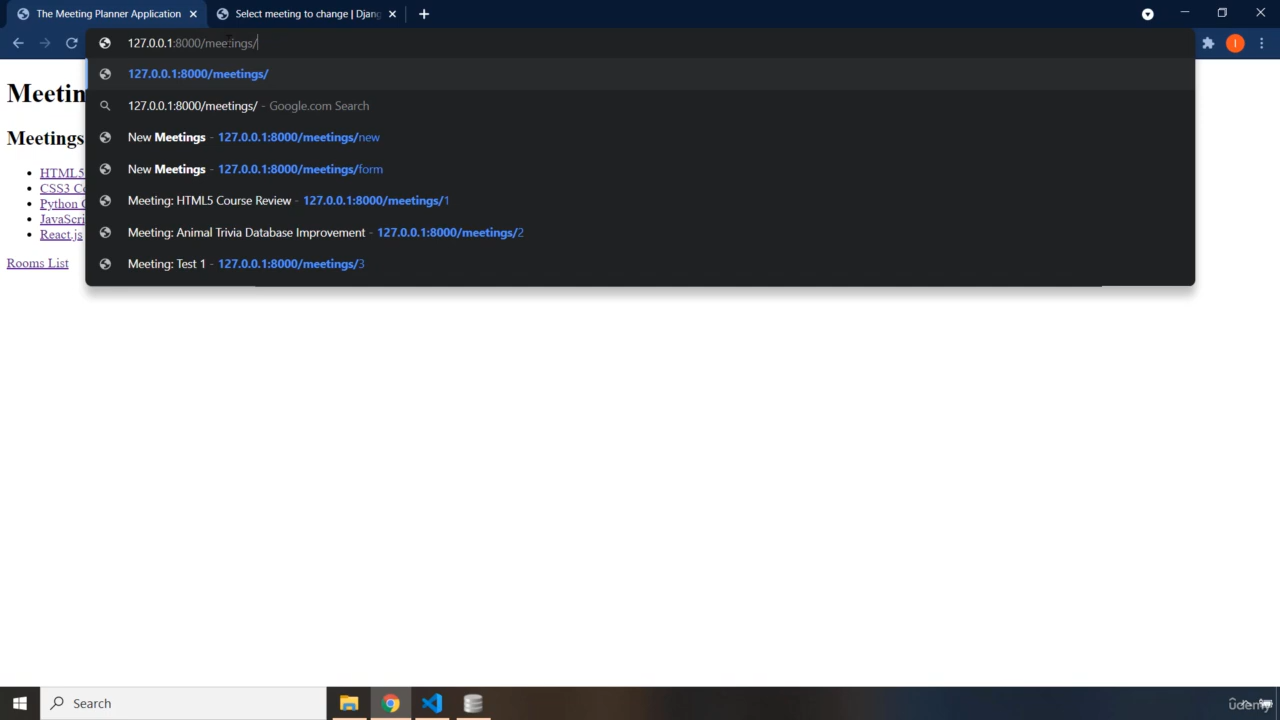 The Meeting Planner Application
Select meeting to change | Djang
127.0.0.1:8000/meetings/
127.0.0.1:8000/meetings/
127.0.0.1:8000/meetings/ - Google.com Search
New Meetings - 127.0.0.1:8000/meetings/new
New Meetings - 127.0.0.1:8000/meetings/form
Meeting: HTML5 Course Review - 127.0.0.1:8000/meetings/1
Meeting: Animal Trivia Database Improvement - 127.0.0.1:8000/meetings/2
Meeting: Test 1 - 127.0.0.1:8000/meetings/3
Meetin
Meetings
HTML5
CSS3 Co
Python C
JavaScri
React.js
Rooms List
I
Search
udemy